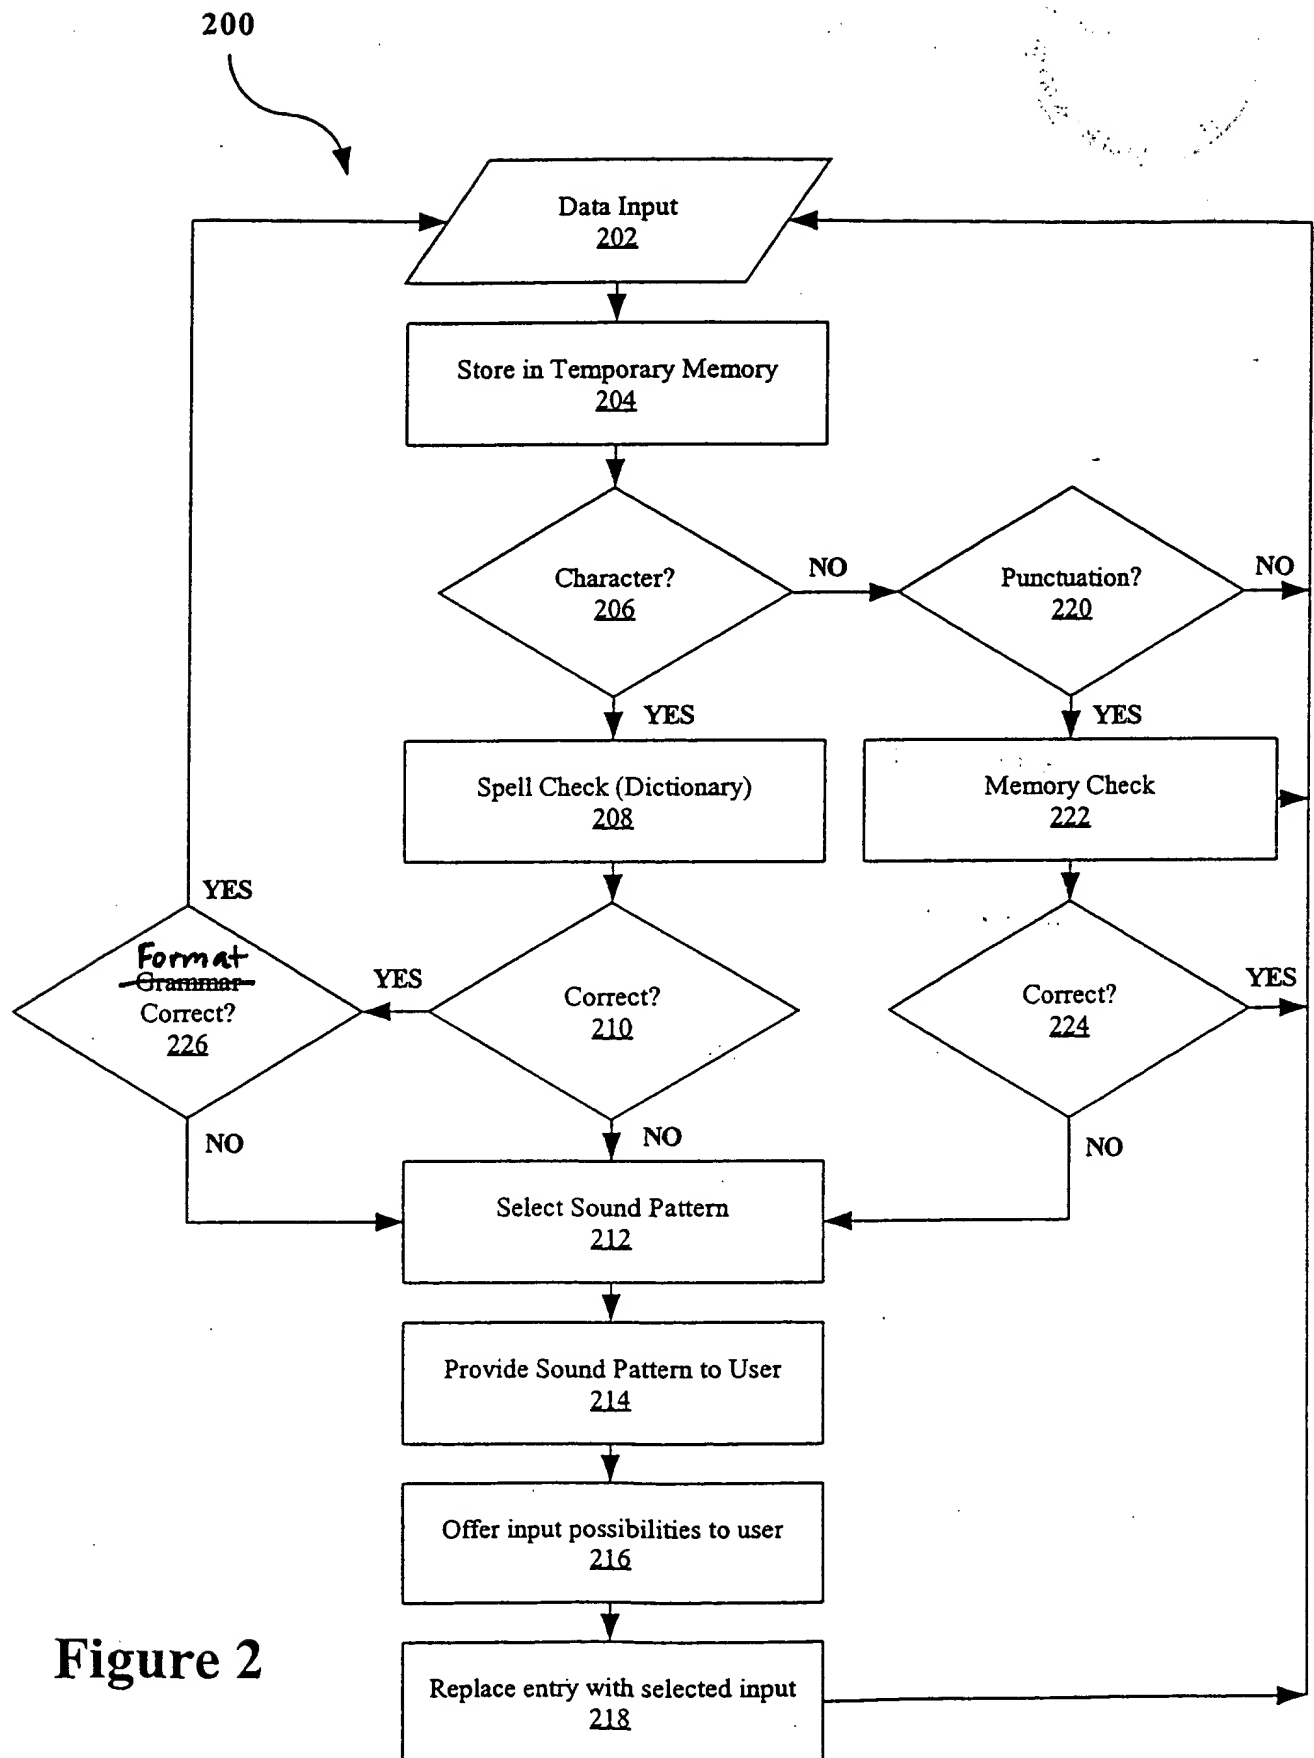 200
Data Input
202
Store in Temporary Memory
204
Character?
206
NO
Punctuation?
220
NO
YES
YES
Spell Check (Dictionary)
208
Memory Check
222
YES
Format
Grammar
Correct?
226
YES
Correct?
210
Correct?
224
YES
NO
NO
NO
Select Sound Pattern
212
Provide Sound Pattern to User
214
Offer input possibilities to user
216
Replace entry with selected input
218
Figure 2